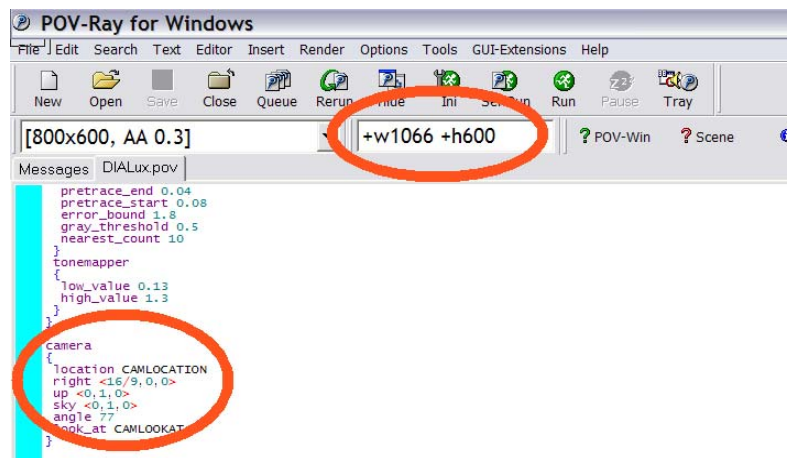 POV-Ray for Windows
File Edit Search Text Editor Insert Render Options Tools GUI-Extensions Help
New Open Save Close Queue Rerun Hide Ini Sel-Run Run Pause Tray
[800x600, AA 0.3] +w1066 +h600 ? POV-Win ? Scene
Messages DIALux.pov
pretrace_end 0.04
pretrace_start 0.08
error_bound 1.8
gray_threshold 0.5
nearest_count 10
}
tonemapper
{
low_value 0.13
high_value 1.3
}
}
camera
{
location CAMLOCATION
right <16/9,0,0>
up <0,1,0>
sky <0,1,0>
angle 77
look_at CAMLOOKAT
}